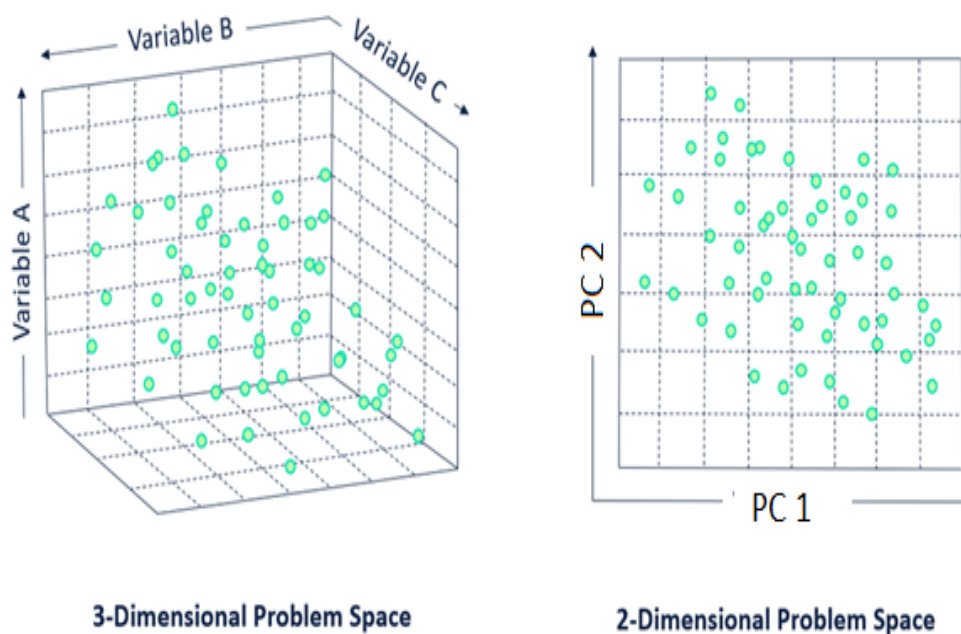 Variable B
Variable C
Variable A
PC 2
PC 1
3-Dimensional Problem Space
2-Dimensional Problem Space